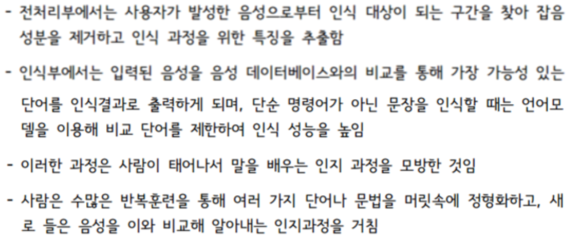 - 전처리부에서는 사용자가 발성한 음성으로부터 인식 대상이 되는 구간을 찾아 잡음
성분을 제거하고 인식 과정을 위한 특징을 추출함
- 인식부에서는 입력된 음성을 음성 데이터베이스와의 비교를 통해 가장 가능성 있는
단어를 인식결과로 출력하게 되며, 단순 명령어가 아닌 문장을 인식할 때는 언어모
델을 이용해 비교 단어를 제한하여 인식 성능을 높임
- 이러한 과정은 사람이 태어나서 말을 배우는 인지 과정을 모방한 것임
- 사람은 수많은 반복훈련을 통해 여러 가지 단어나 문법을 머릿속에 정형화하고, 새
로 들은 음성을 이와 비교해 알아내는 인지과정을 거침